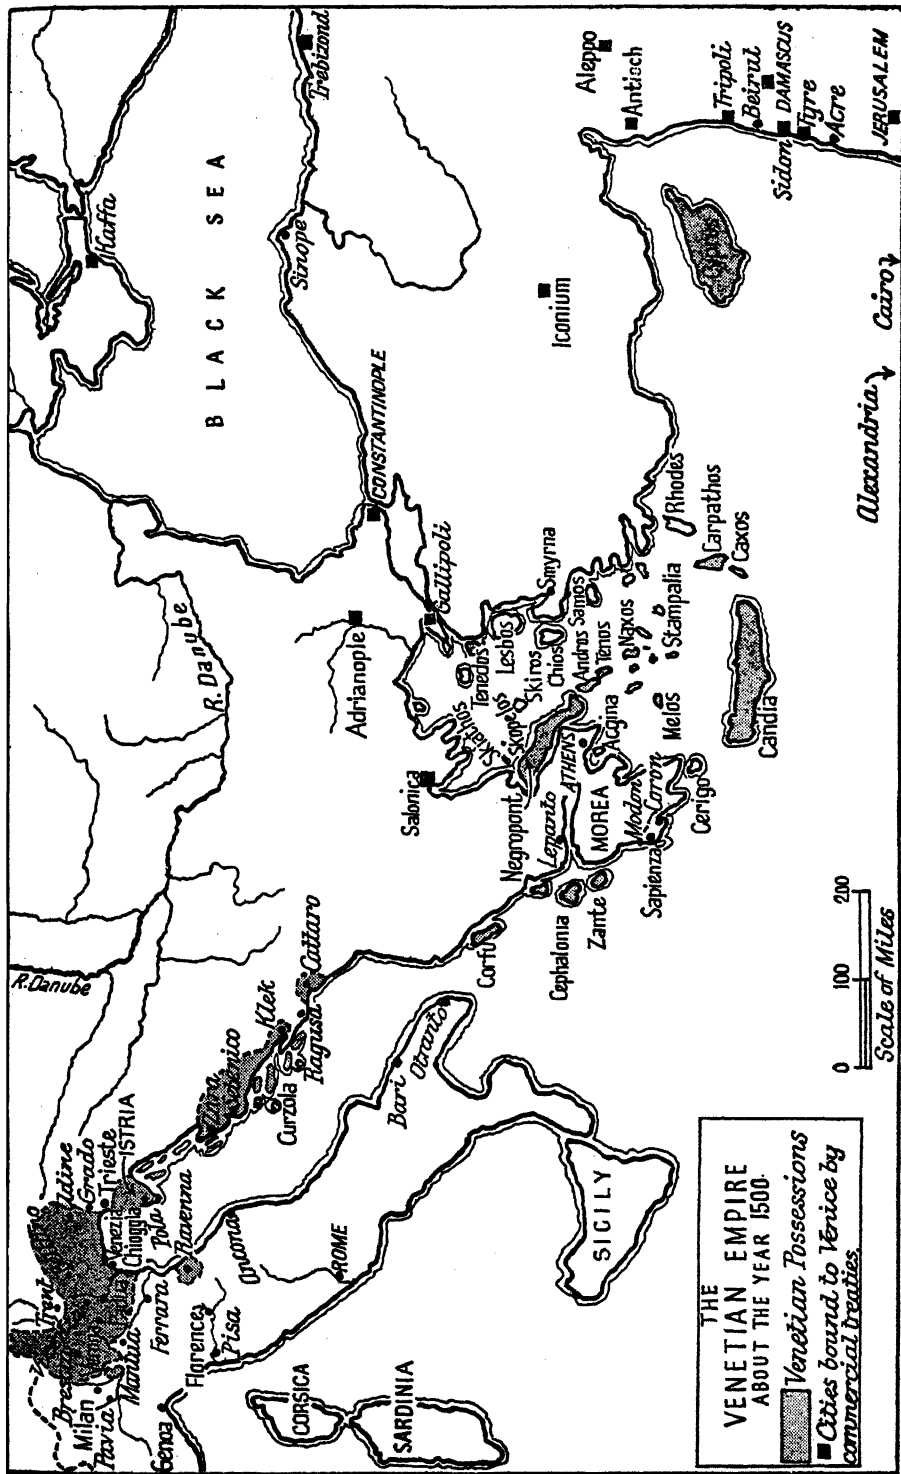 THE
VENETIAN EMPIRE
ABOUT THE YEAR 1500.
Venetian Possessions
Cities bound to Venice by
commercial treaties.
0 100 200
Scale of Miles
Milan
Pavia
Genoa
Mantua
Trent
Ferrara
Florence
Pisa
Venezia
Chioggia
Grado
Trieste
ISTRIA
Pola
Ravenna
Ancona
ROME
CORSICA
SARDINIA
SICILY
Bari
Otranto
Zara
Sebenico
Klek
Curzola
Ragusa
Cattaro
R. Danube
R. Danube
Corfu
Cephalonia
Zante
Lepanto
MOREA
Modon
Coron
Sapienza
Cerigo
Negropont
ATHENS
Aegina
Salonica
Skiathos
Skopelos
Skiros
Adrianople
Gallipoli
CONSTANTINOPLE
Tenedos
Lesbos
Chios
Smyrna
Samos
Andros
Tenos
Naxos
Stampalia
Melos
Candia
Rhodes
Carpathos
Caxos
BLACK SEA
Kaffa
Sinope
Trebizond
Iconium
Cyprus
Aleppo
Antioch
Tripoli
Beirut
DAMASCUS
Sidon
Tyre
Acre
JERUSALEM
Alexandria
Cairo